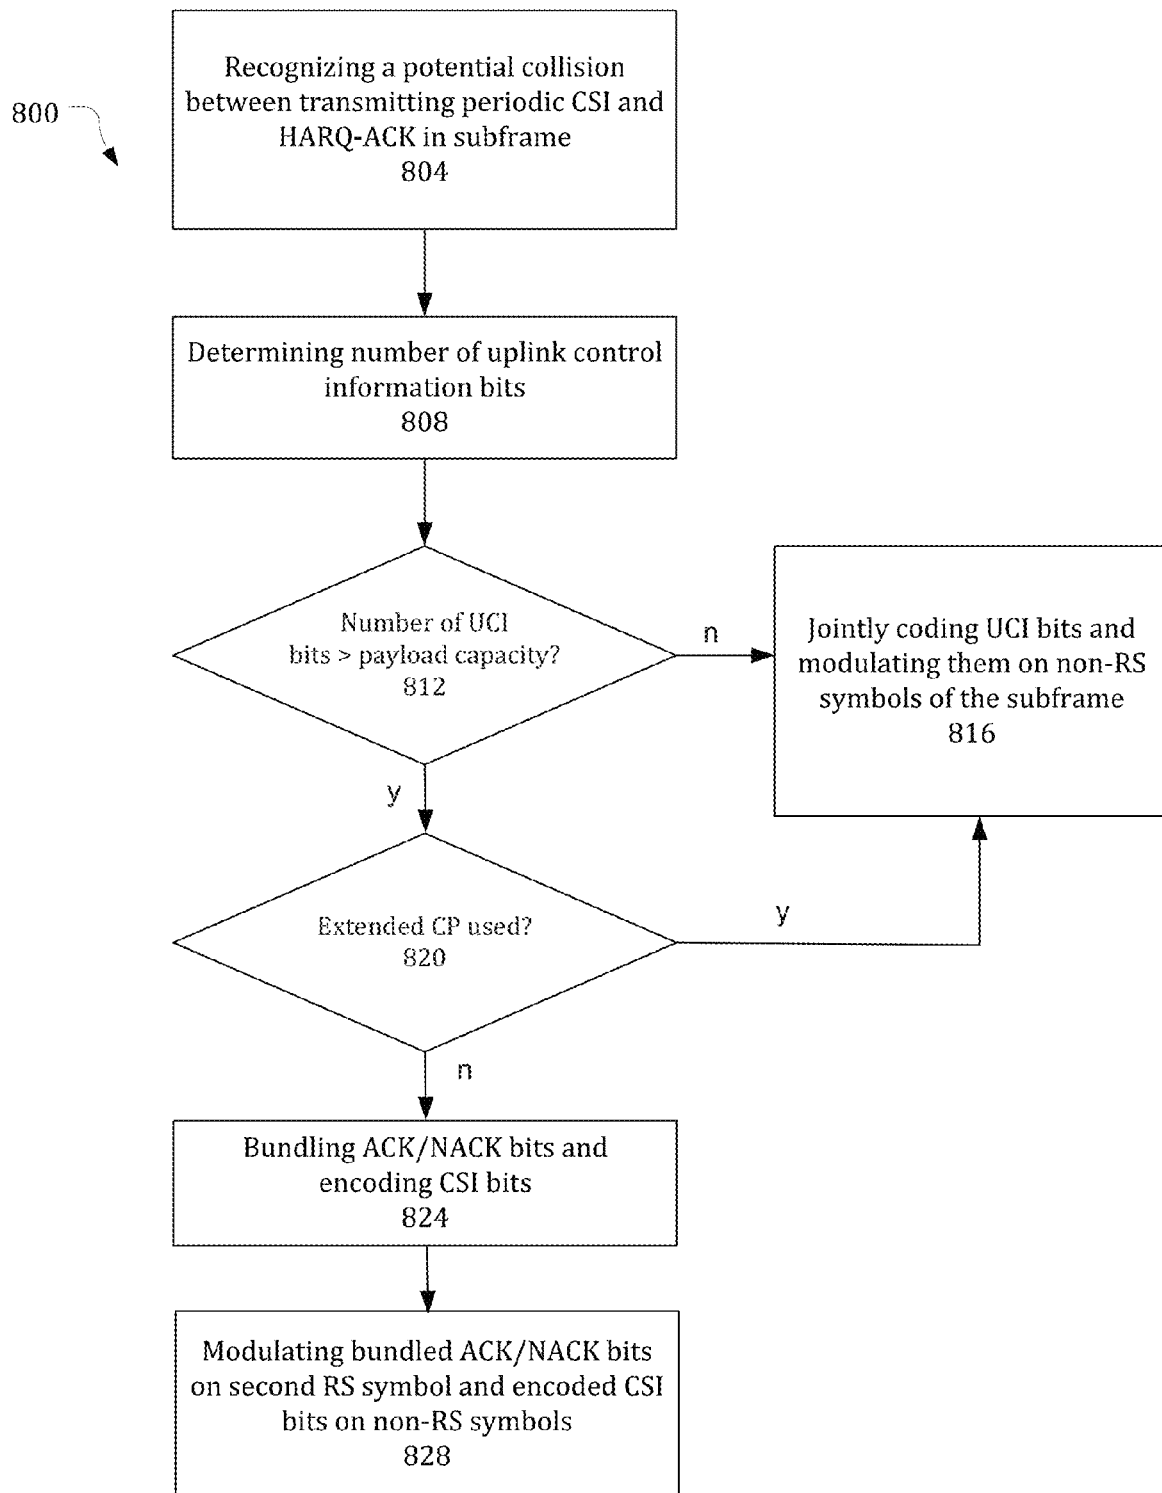 800
Recognizing a potential collision
between transmitting periodic CSI and
HARQ-ACK in subframe
804
Determining number of uplink control
information bits
808
Number of UCI
bits > payload capacity?
812
n
Jointly coding UCI bits and
modulating them on non-RS
symbols of the subframe
816
y
Extended CP used?
820
y
n
Bundling ACK/NACK bits and
encoding CSI bits
824
Modulating bundled ACK/NACK bits
on second RS symbol and encoded CSI
bits on non-RS symbols
828